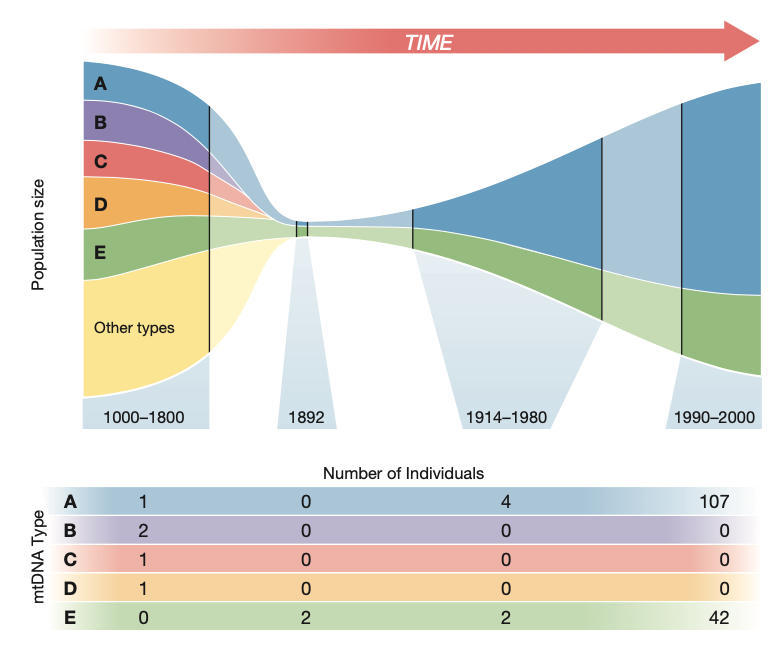 TIME
Population size
A
B
C
D
E
Other types
1000–1800
1892
1914–1980
1990–2000
Number of Individuals
mtDNA Type
A 1 0 4 107
B 2 0 0 0
C 1 0 0 0
D 1 0 0 0
E 0 2 2 42